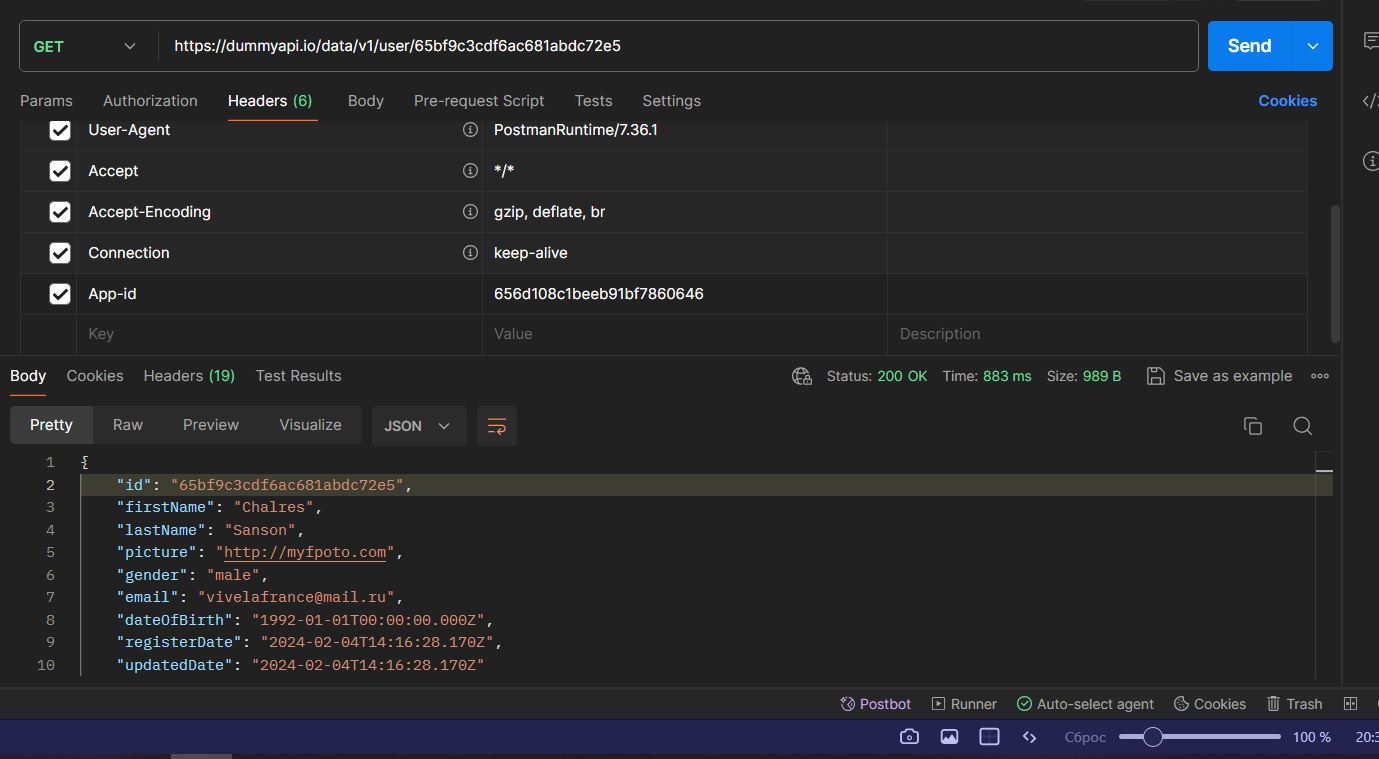 GET https://dummyapi.io/data/v1/user/65bf9c3cdf6ac681abdc72e5 Send
Params Authorization Headers (6) Body Pre-request Script Tests Settings Cookies
User-Agent PostmanRuntime/7.36.1
Accept */*
Accept-Encoding gzip, deflate, br
Connection keep-alive
App-id 656d108c1beeb91bf7860646
Key Value Description
Body Cookies Headers (19) Test Results Status: 200 OK Time: 883 ms Size: 989 B Save as example
Pretty Raw Preview Visualize JSON
1 {
2 "id": "65bf9c3cdf6ac681abdc72e5",
3 "firstName": "Chalres",
4 "lastName": "Sanson",
5 "picture": "http://myfpoto.com",
6 "gender": "male",
7 "email": "vivelafrance@mail.ru",
8 "dateOfBirth": "1992-01-01T00:00:00.000Z",
9 "registerDate": "2024-02-04T14:16:28.170Z",
10 "updatedDate": "2024-02-04T14:16:28.170Z"
Postbot Runner Auto-select agent Cookies Trash
Сброс 100 %